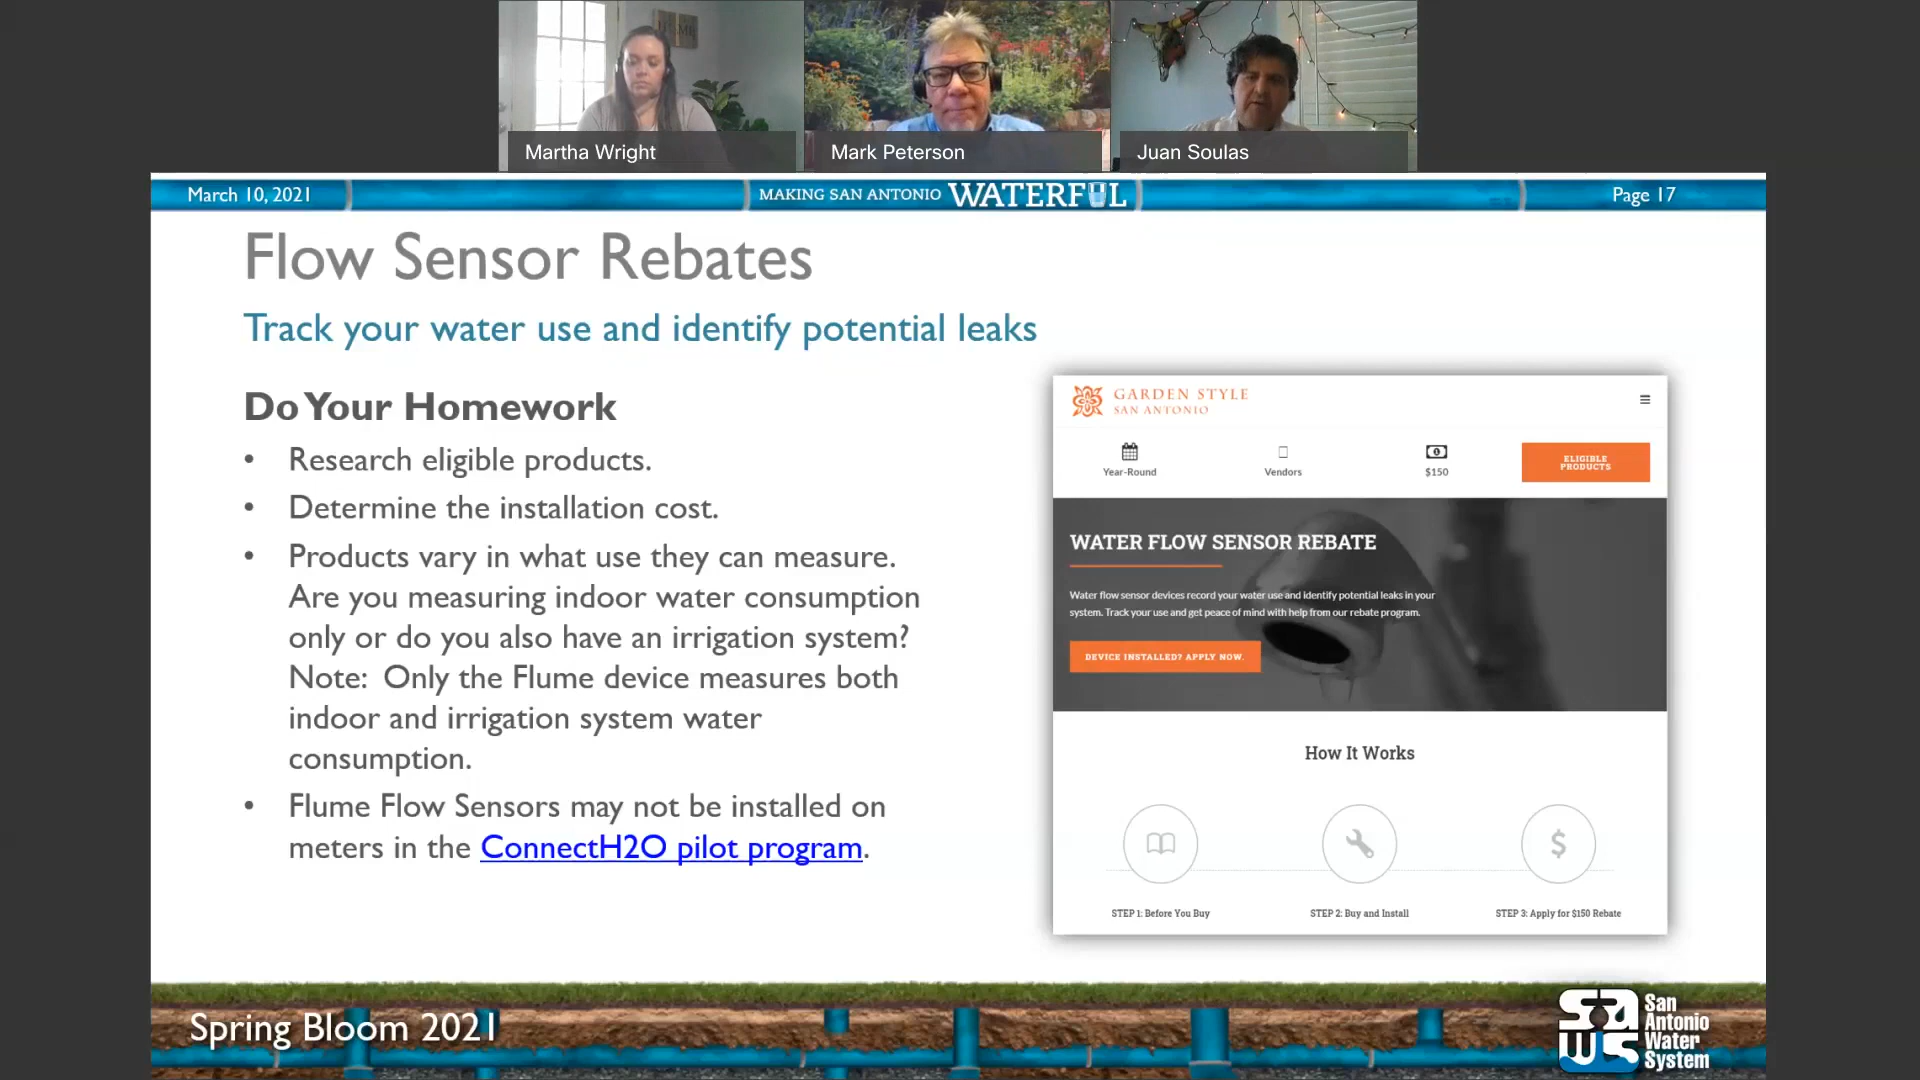 Martha Wright
Mark Peterson
Juan Soulas
March 10, 2021
MAKING SAN ANTONIO WATERFUL
Page 17
Flow Sensor Rebates
Track your water use and identify potential leaks
Do Your Homework
• Research eligible products.
• Determine the installation cost.
• Products vary in what use they can measure.
Are you measuring indoor water consumption
only or do you also have an irrigation system?
Note: Only the Flume device measures both
indoor and irrigation system water
consumption.
• Flume Flow Sensors may not be installed on
meters in the ConnectH2O pilot program.
GARDEN STYLE
SAN ANTONIO
Year-Round
Vendors
$150
ELIGIBLE
PRODUCTS
WATER FLOW SENSOR REBATE
Water flow sensor devices record your water use and identify potential leaks in your
system. Track your use and get peace of mind with help from our rebate program.
DEVICE INSTALLED? APPLY NOW.
How It Works
STEP 1: Before You Buy
STEP 2: Buy and Install
STEP 3: Apply for $150 Rebate
Spring Bloom 2021
saws
San
Antonio
Water
System